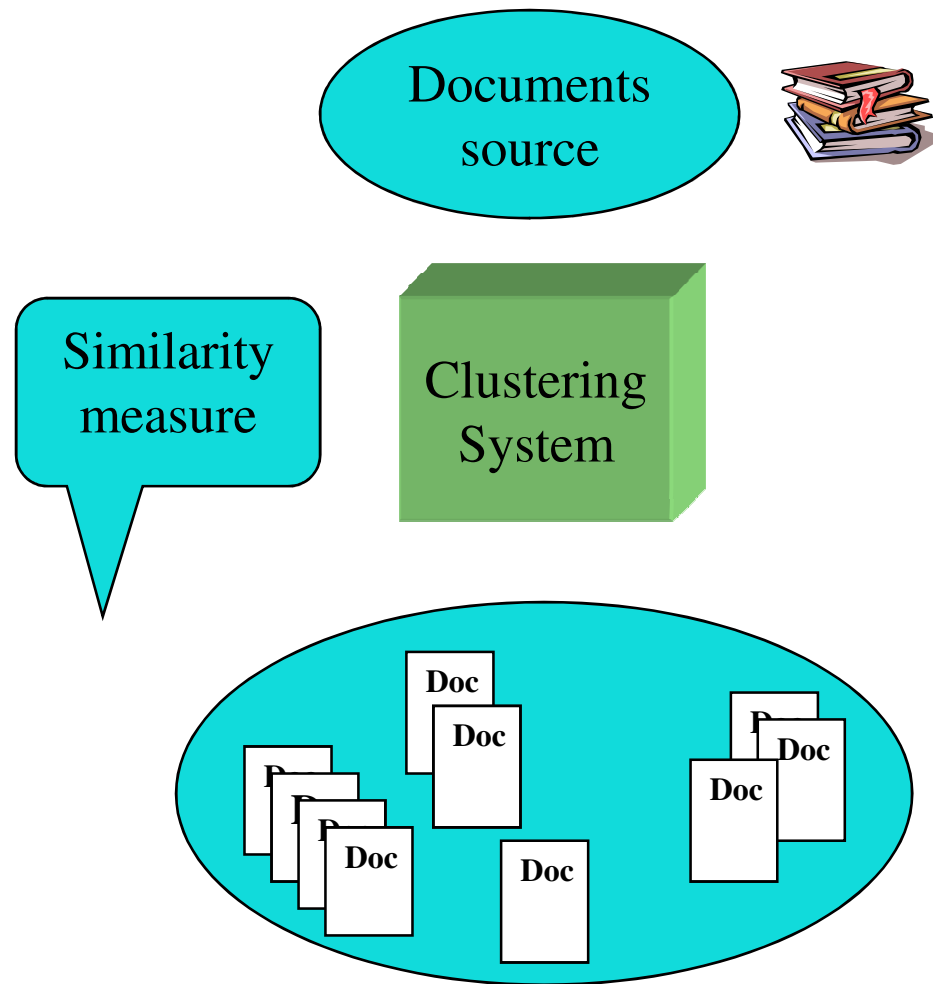 Documents
source
Similarity
measure
Clustering
System
Doc
Doc
Doc
Doc
Doc
Doc